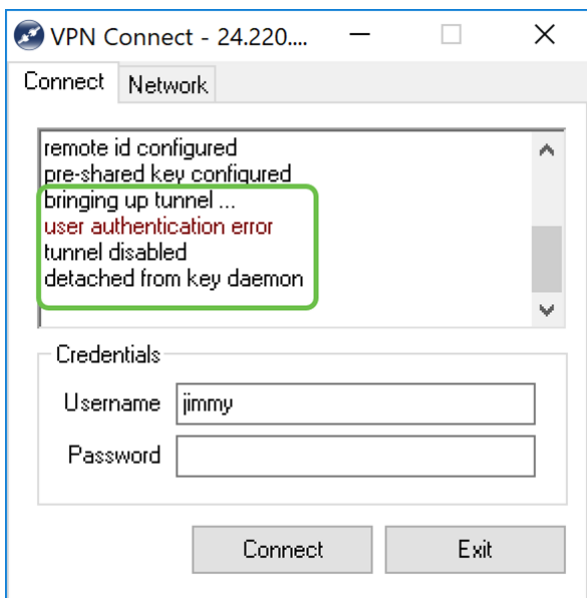 VPN Connect - 24.220....
Connect Network
remote id configured
pre-shared key configured
bringing up tunnel ...
user authentication error
tunnel disabled
detached from key daemon
Credentials
Username jimmy
Password
Connect Exit